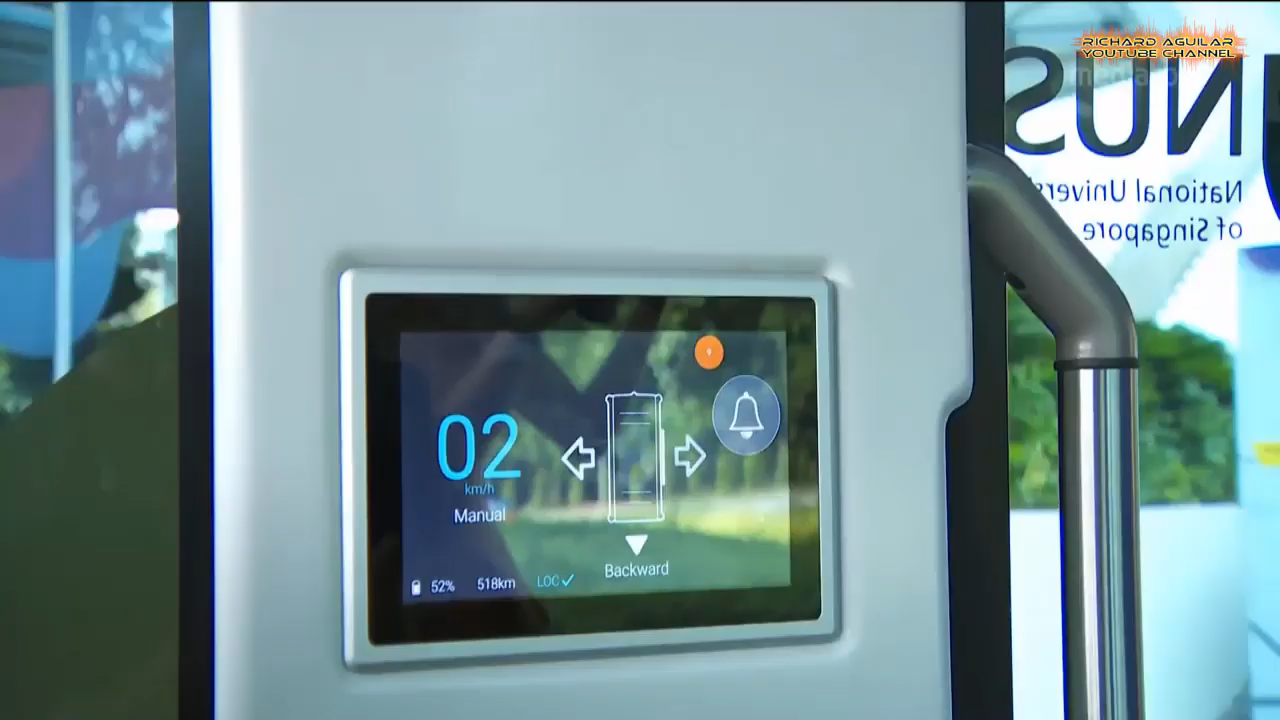 RICHARD AGUILAR
YOUTUBE CHANNEL
NUS
National Univers
of Singapore
02
km/h
Manual
52%
518km
LOC✓
Backward